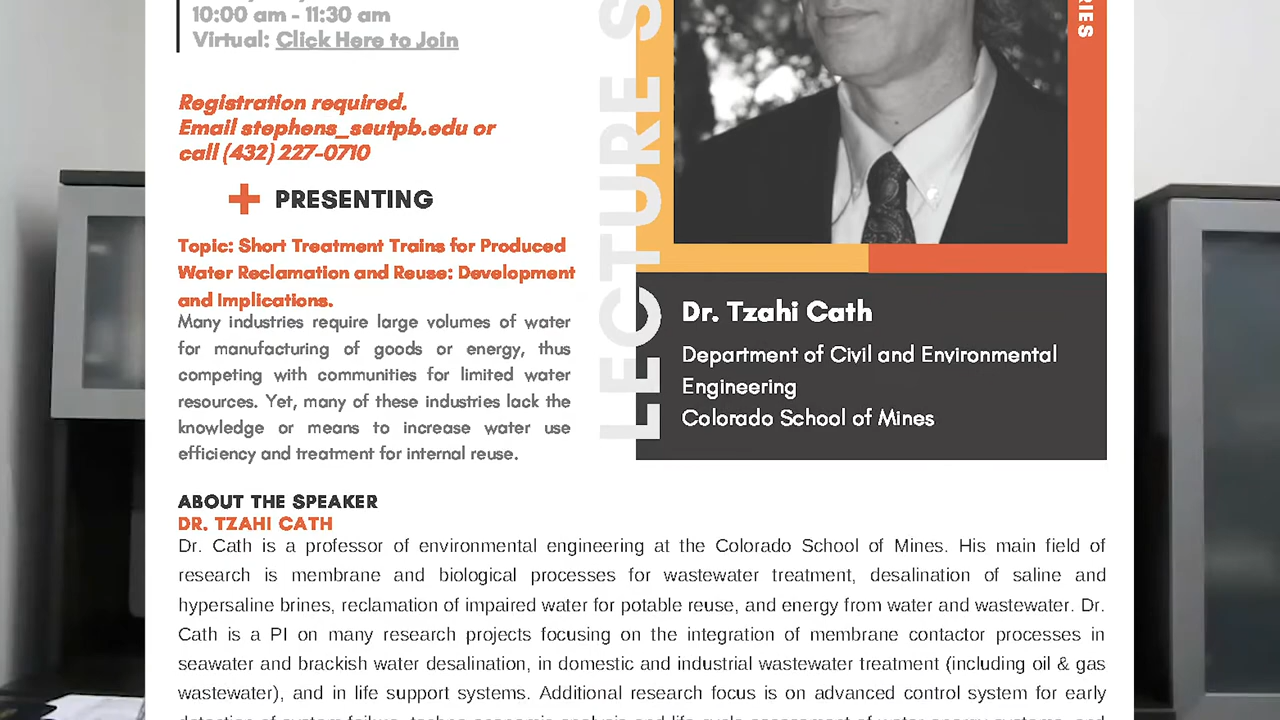 10:00 am - 11:30 am
Virtual: Click Here to Join
Registration required.
Email stephens_s@utpb.edu or
call (432) 227-0710
+ PRESENTING
Topic: Short Treatment Trains for Produced
Water Reclamation and Reuse: Development
and Implications.
Many industries require large volumes of water
for manufacturing of goods or energy, thus
competing with communities for limited water
resources. Yet, many of these industries lack the
knowledge or means to increase water use
efficiency and treatment for internal reuse.
LECTURE S
RIES
Dr. Tzahi Cath
Department of Civil and Environmental
Engineering
Colorado School of Mines
ABOUT THE SPEAKER
DR. TZAHI CATH
Dr. Cath is a professor of environmental engineering at the Colorado School of Mines. His main field of
research is membrane and biological processes for wastewater treatment, desalination of saline and
hypersaline brines, reclamation of impaired water for potable reuse, and energy from water and wastewater. Dr.
Cath is a PI on many research projects focusing on the integration of membrane contactor processes in
seawater and brackish water desalination, in domestic and industrial wastewater treatment (including oil & gas
wastewater), and in life support systems. Additional research focus is on advanced control system for early